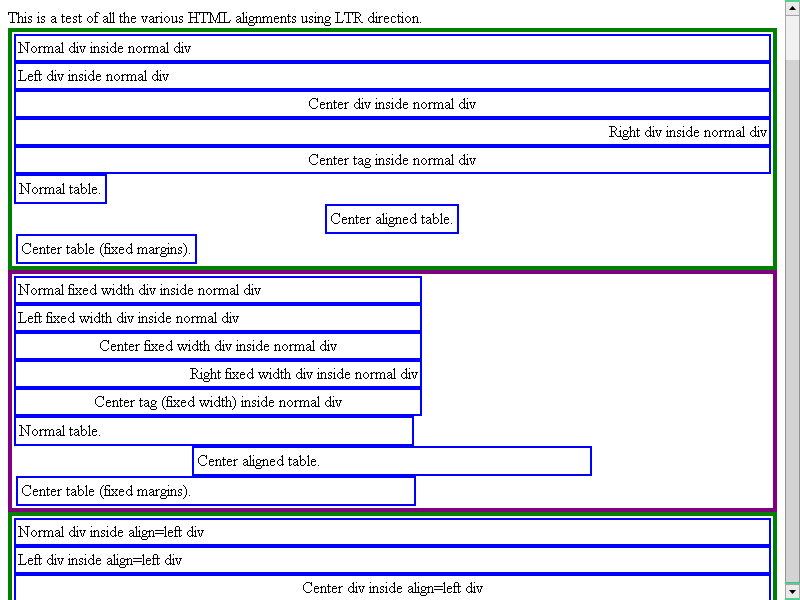 This is a test of all the various HTML alignments using LTR direction.
Normal div inside normal div
Left div inside normal div
Center div inside normal div
Right div inside normal div
Center tag inside normal div
Normal table.
Center aligned table.
Center table (fixed margins).
Normal fixed width div inside normal div
Left fixed width div inside normal div
Center fixed width div inside normal div
Right fixed width div inside normal div
Center tag (fixed width) inside normal div
Normal table.
Center aligned table.
Center table (fixed margins).
Normal div inside align=left div
Left div inside align=left div
Center div inside align=left div